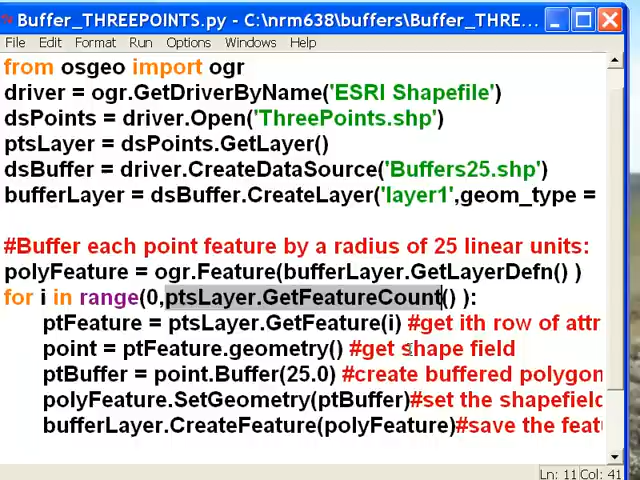 Buffer_THREEPOINTS.py - C:\nrm638\buffers\Buffer_THRE...
File Edit Format Run Options Windows Help
from osgeo import ogr
driver = ogr.GetDriverByName('ESRI Shapefile')
dsPoints = driver.Open('ThreePoints.shp')
ptsLayer = dsPoints.GetLayer()
dsBuffer = driver.CreateDataSource('Buffers25.shp')
bufferLayer = dsBuffer.CreateLayer('layer1',geom_type =
#Buffer each point feature by a radius of 25 linear units:
polyFeature = ogr.Feature(bufferLayer.GetLayerDefn() )
for i in range(0,ptsLayer.GetFeatureCount() ):
ptFeature = ptsLayer.GetFeature(i) #get ith row of attr
point = ptFeature.geometry() #get shape field
ptBuffer = point.Buffer(25.0) #create buffered polygon
polyFeature.SetGeometry(ptBuffer)#set the shapefield
bufferLayer.CreateFeature(polyFeature)#save the feat
Ln: 11 Col: 41